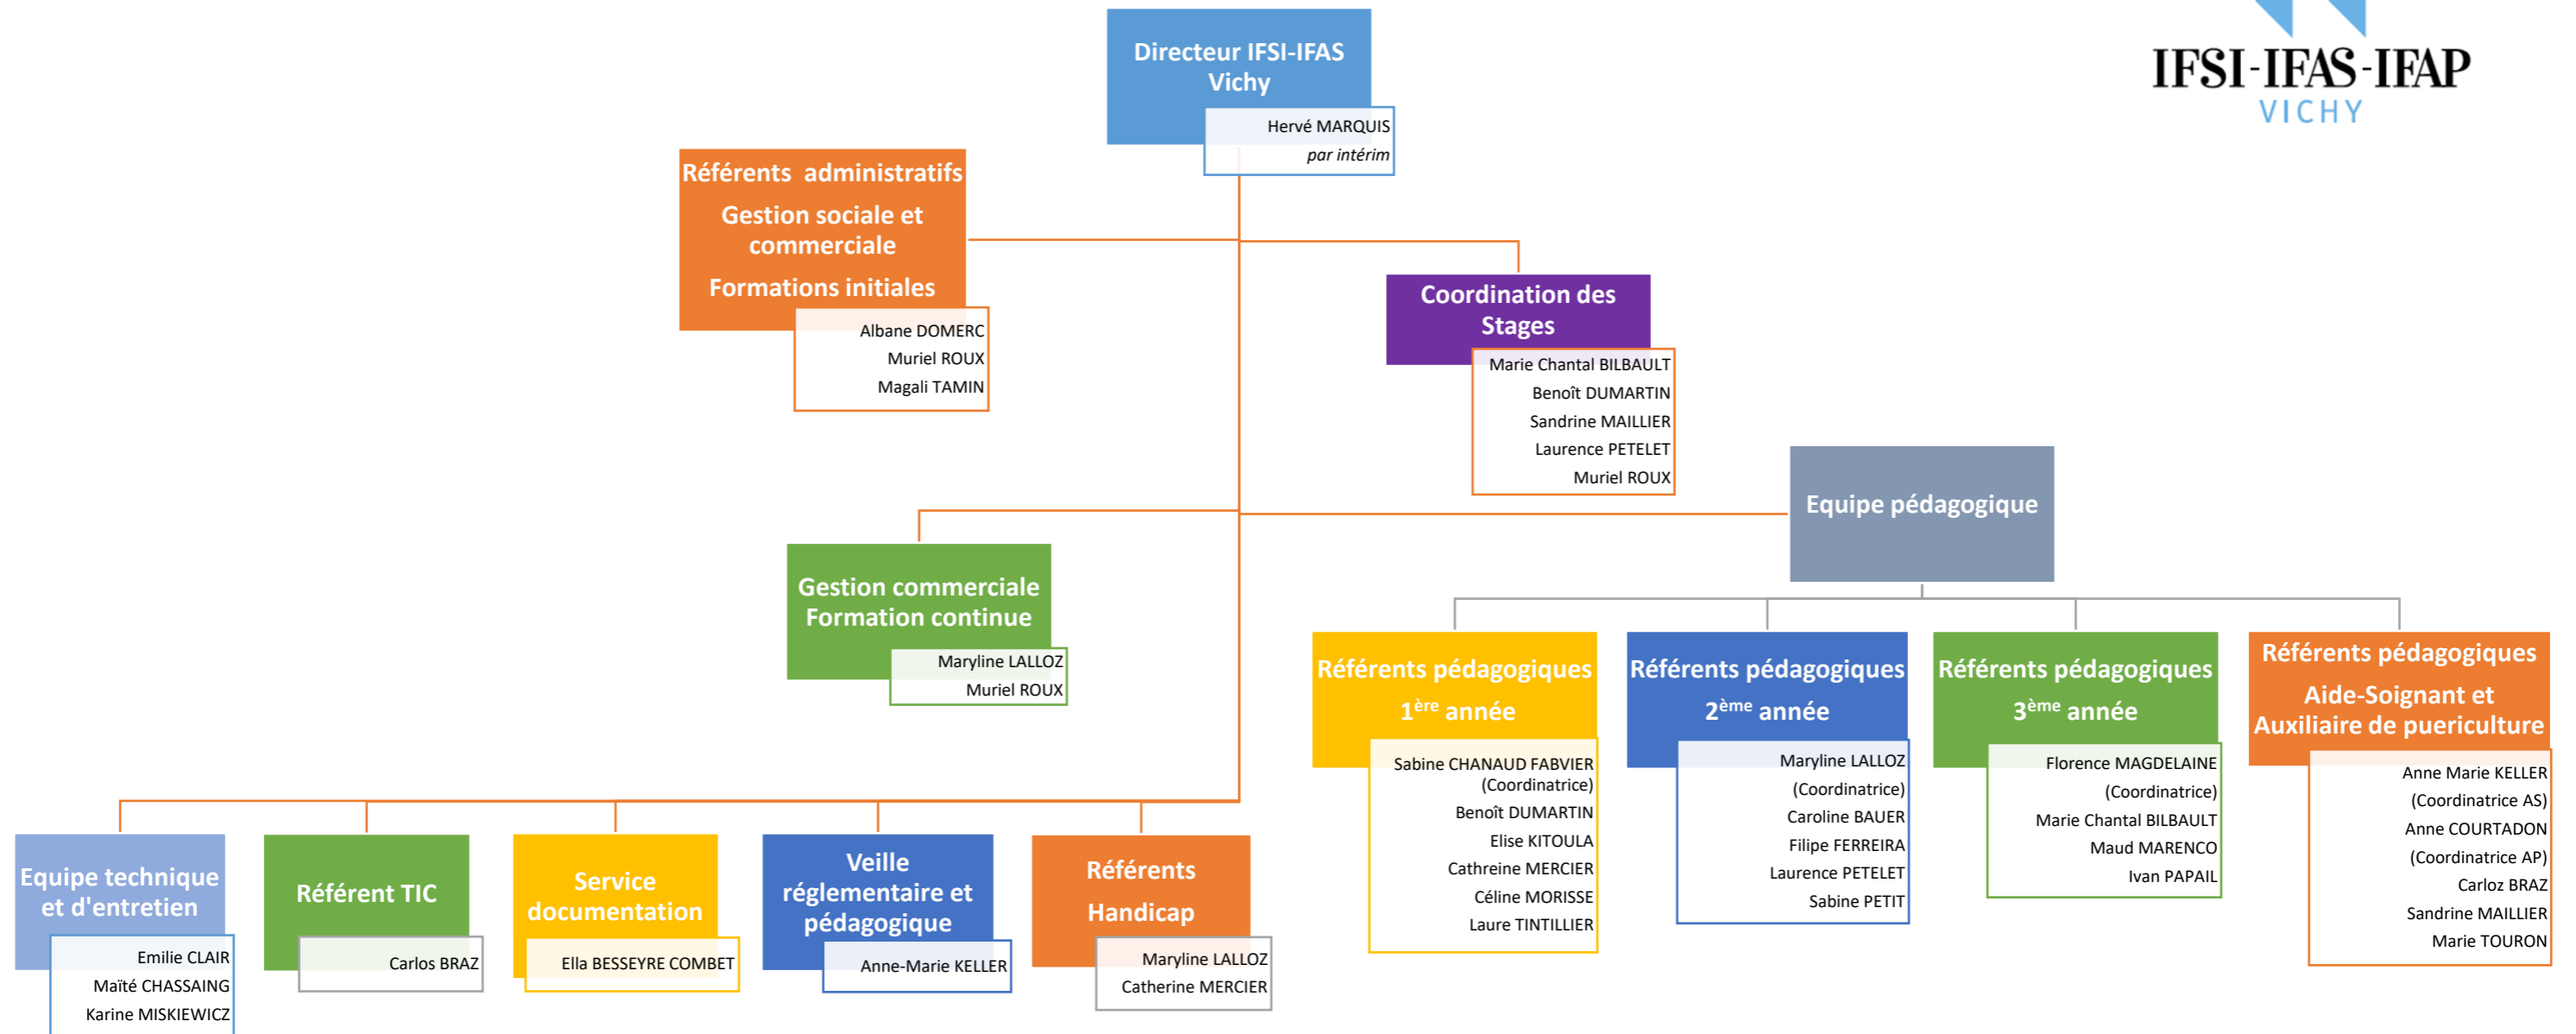 IFSI-IFAS-IFAP
VICHY
Directeur IFSI-IFAS
Vichy
Hervé MARQUIS
par intérim
Référents administratifs
Gestion sociale et
commerciale
Formations initiales
Albane DOMERC
Muriel ROUX
Magali TAMIN
Coordination des
Stages
Marie Chantal BILBAULT
Benoît DUMARTIN
Sandrine MAILLIER
Laurence PETELET
Muriel ROUX
Equipe pédagogique
Gestion commerciale
Formation continue
Maryline LALLOZ
Muriel ROUX
Référents pédagogiques
1ère année
Sabine CHANAUD FABVIER
(Coordinatrice)
Benoît DUMARTIN
Elise KITOULA
Cathreine MERCIER
Céline MORISSE
Laure TINTILLIER
Référents pédagogiques
2ème année
Maryline LALLOZ
(Coordinatrice)
Caroline BAUER
Filipe FERREIRA
Laurence PETELET
Sabine PETIT
Référents pédagogiques
3ème année
Florence MAGDELAINE
(Coordinatrice)
Marie Chantal BILBAULT
Maud MARENCO
Ivan PAPAIL
Référents pédagogiques
Aide-Soignant et
Auxiliaire de puericulture
Anne Marie KELLER
(Coordinatrice AS)
Anne COURTADON
(Coordinatrice AP)
Carloz BRAZ
Sandrine MAILLIER
Marie TOURON
Equipe technique
et d'entretien
Emilie CLAIR
Maïté CHASSAING
Karine MISKIEWICZ
Référent TIC
Carlos BRAZ
Service
documentation
Ella BESSEYRE COMBET
Veille
réglementaire et
pédagogique
Anne-Marie KELLER
Référents
Handicap
Maryline LALLOZ
Catherine MERCIER